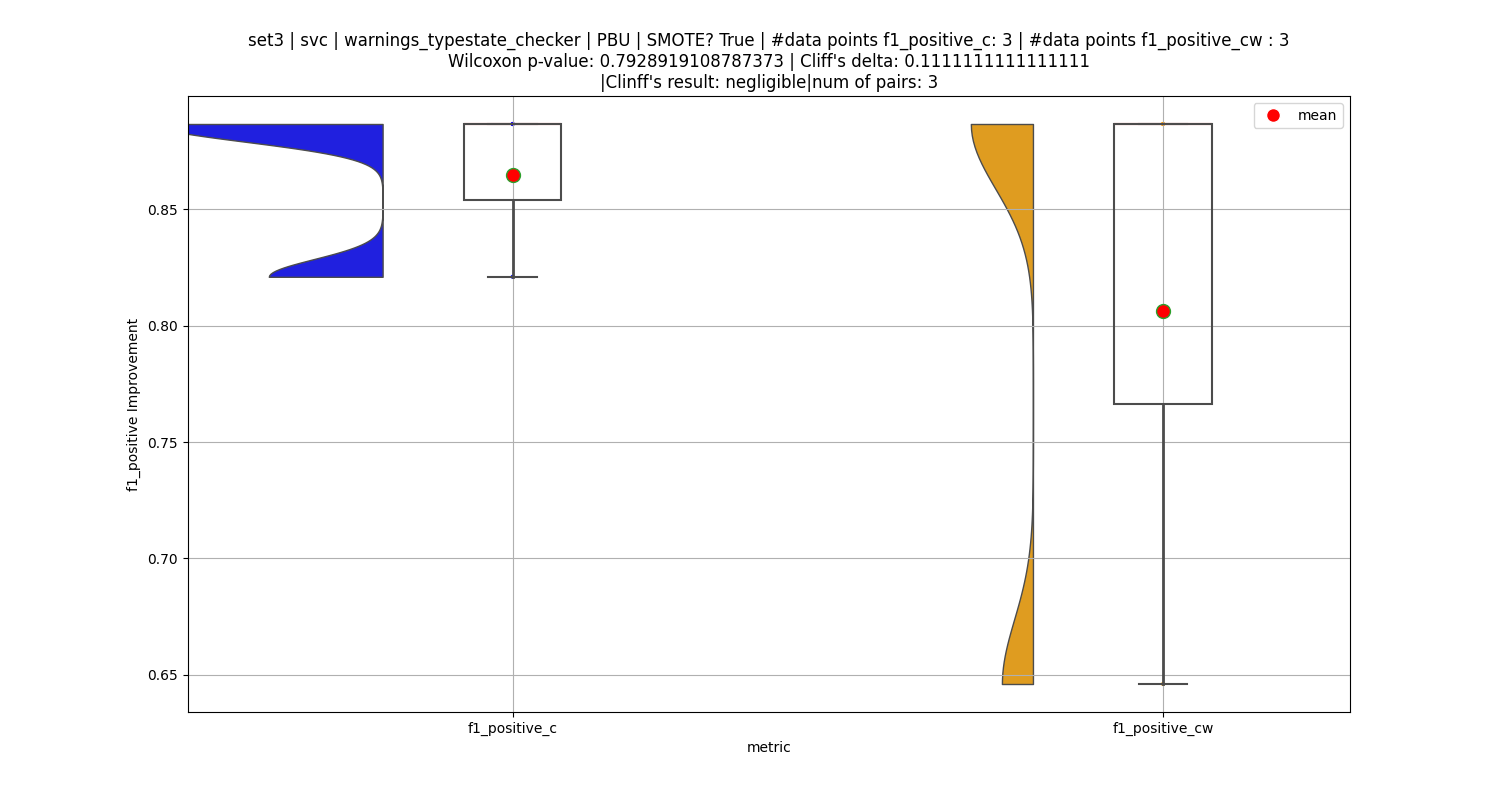 set3 | svc | warnings_typestate_checker | PBU | SMOTE? True | #data points f1_positive_c: 3 | #data points f1_positive_cw : 3
Wilcoxon p-value: 0.7928919108787373 | Cliff's delta: 0.1111111111111111
|Clinff's result: negligible|num of pairs: 3
mean
0.85
0.80
0.75
0.70
0.65
f1_positive Improvement
f1_positive_c
f1_positive_cw
metric